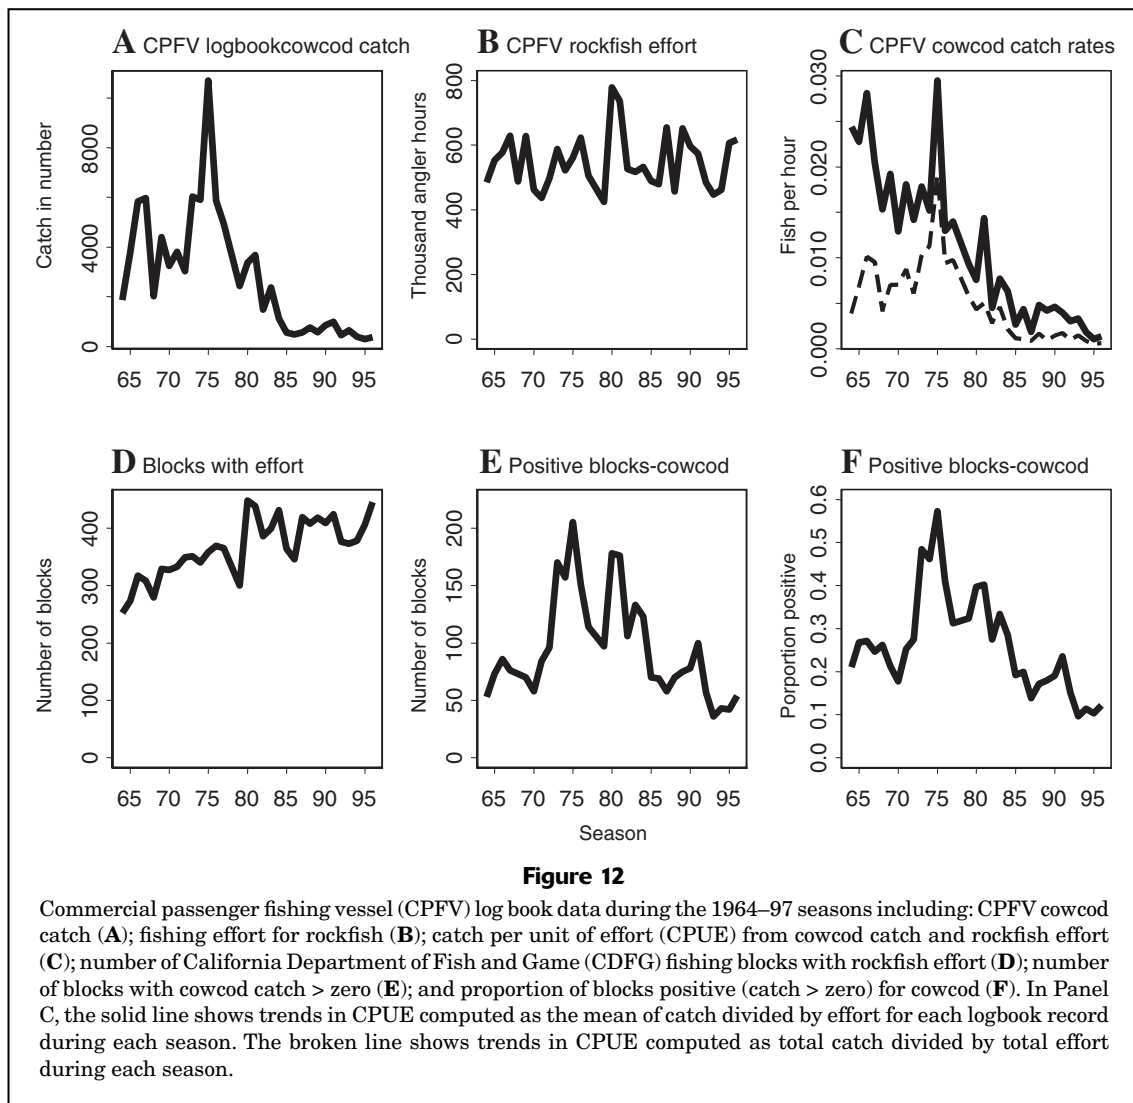 A CPFV logbookcowcod catch
B CPFV rockfish effort
C CPFV cowcod catch rates
Catch in number
0
4000
8000
65 70 75 80 85 90 95
Thousand angler hours
0
200
400
600
800
65 70 75 80 85 90 95
Fish per hour
0.000
0.010
0.020
0.030
65 70 75 80 85 90 95
D Blocks with effort
E Positive blocks-cowcod
F Positive blocks-cowcod
Number of blocks
0
100
200
300
400
65 70 75 80 85 90 95
Number of blocks
0
50
100
150
200
65 70 75 80 85 90 95
Porportion positive
0.0
0.1
0.2
0.3
0.4
0.5
0.6
65 70 75 80 85 90 95
Season
Figure 12
Commercial passenger fishing vessel (CPFV) log book data during the 1964–97 seasons including: CPFV cowcod
catch (A); fishing effort for rockfish (B); catch per unit of effort (CPUE) from cowcod catch and rockfish effort
(C); number of California Department of Fish and Game (CDFG) fishing blocks with rockfish effort (D); number
of blocks with cowcod catch > zero (E); and proportion of blocks positive (catch > zero) for cowcod (F). In Panel
C, the solid line shows trends in CPUE computed as the mean of catch divided by effort for each logbook record
during each season. The broken line shows trends in CPUE computed as total catch divided by total effort
during each season.